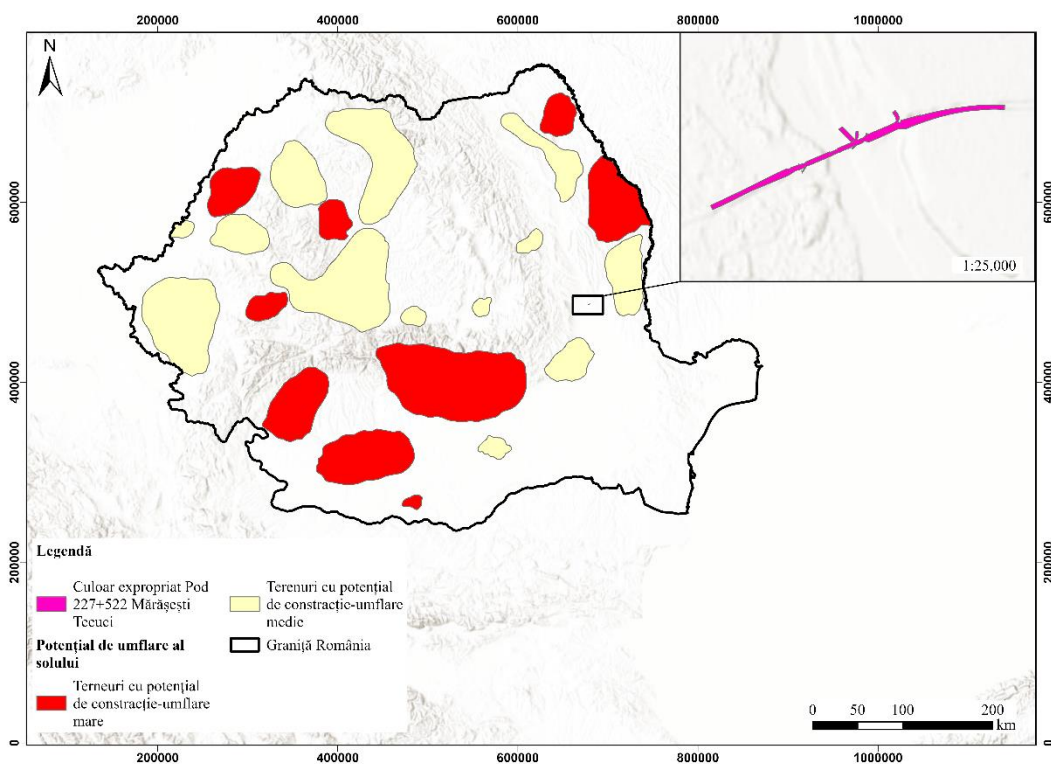 200000 400000 600000 800000 1000000
N
600000 600000
1:25.000
400000 400000
Legendă
Culoar expropriat Pod
227+522 Mărășești
Tecuci
Potențial de umflare al
solului
Terneuri cu potențial
de constracție-umflare
mare
Terenuri cu potențial
de constracție-umflare
medie
Graniță România
200000 200000
0 50 100 200
km
0 0
200000 400000 600000 800000 1000000